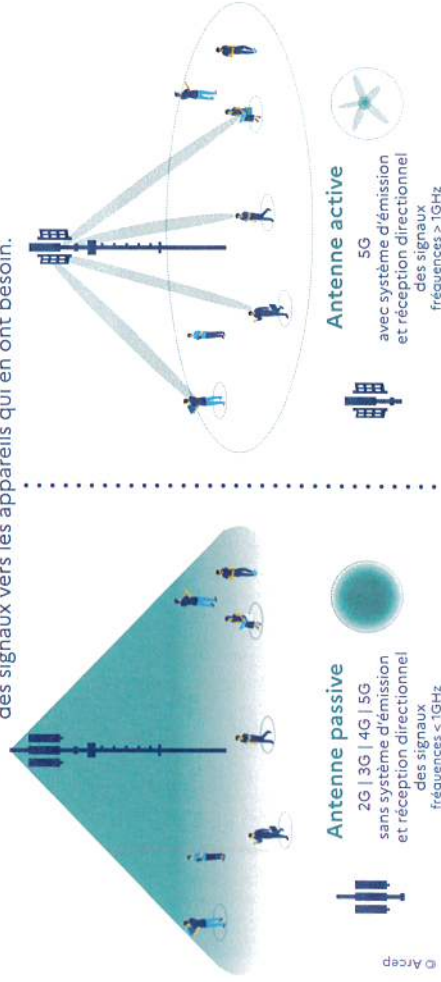 des signaux vers les appareils qui en ont besoin.
Antenne passive
2G | 3G | 4G | 5G
sans système d'émission
et réception directionnel
des signaux
fréquences < 1GHz
Antenne active
5G
avec système d'émission
et réception directionnel
des signaux
fréquences > 1GHz
© Arcep